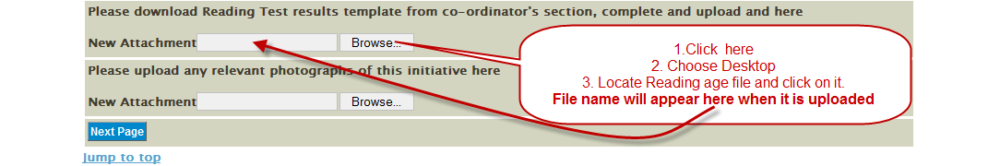 Please download Reading Test results template from co-ordinator's section, complete and upload and here
New Attachment Browse...
1.Click here
2. Choose Desktop
3. Locate Reading age file and click on it.
File name will appear here when it is uploaded
Please upload any relevant photographs of this initiative here
New Attachment Browse...
Next Page
Jump to top